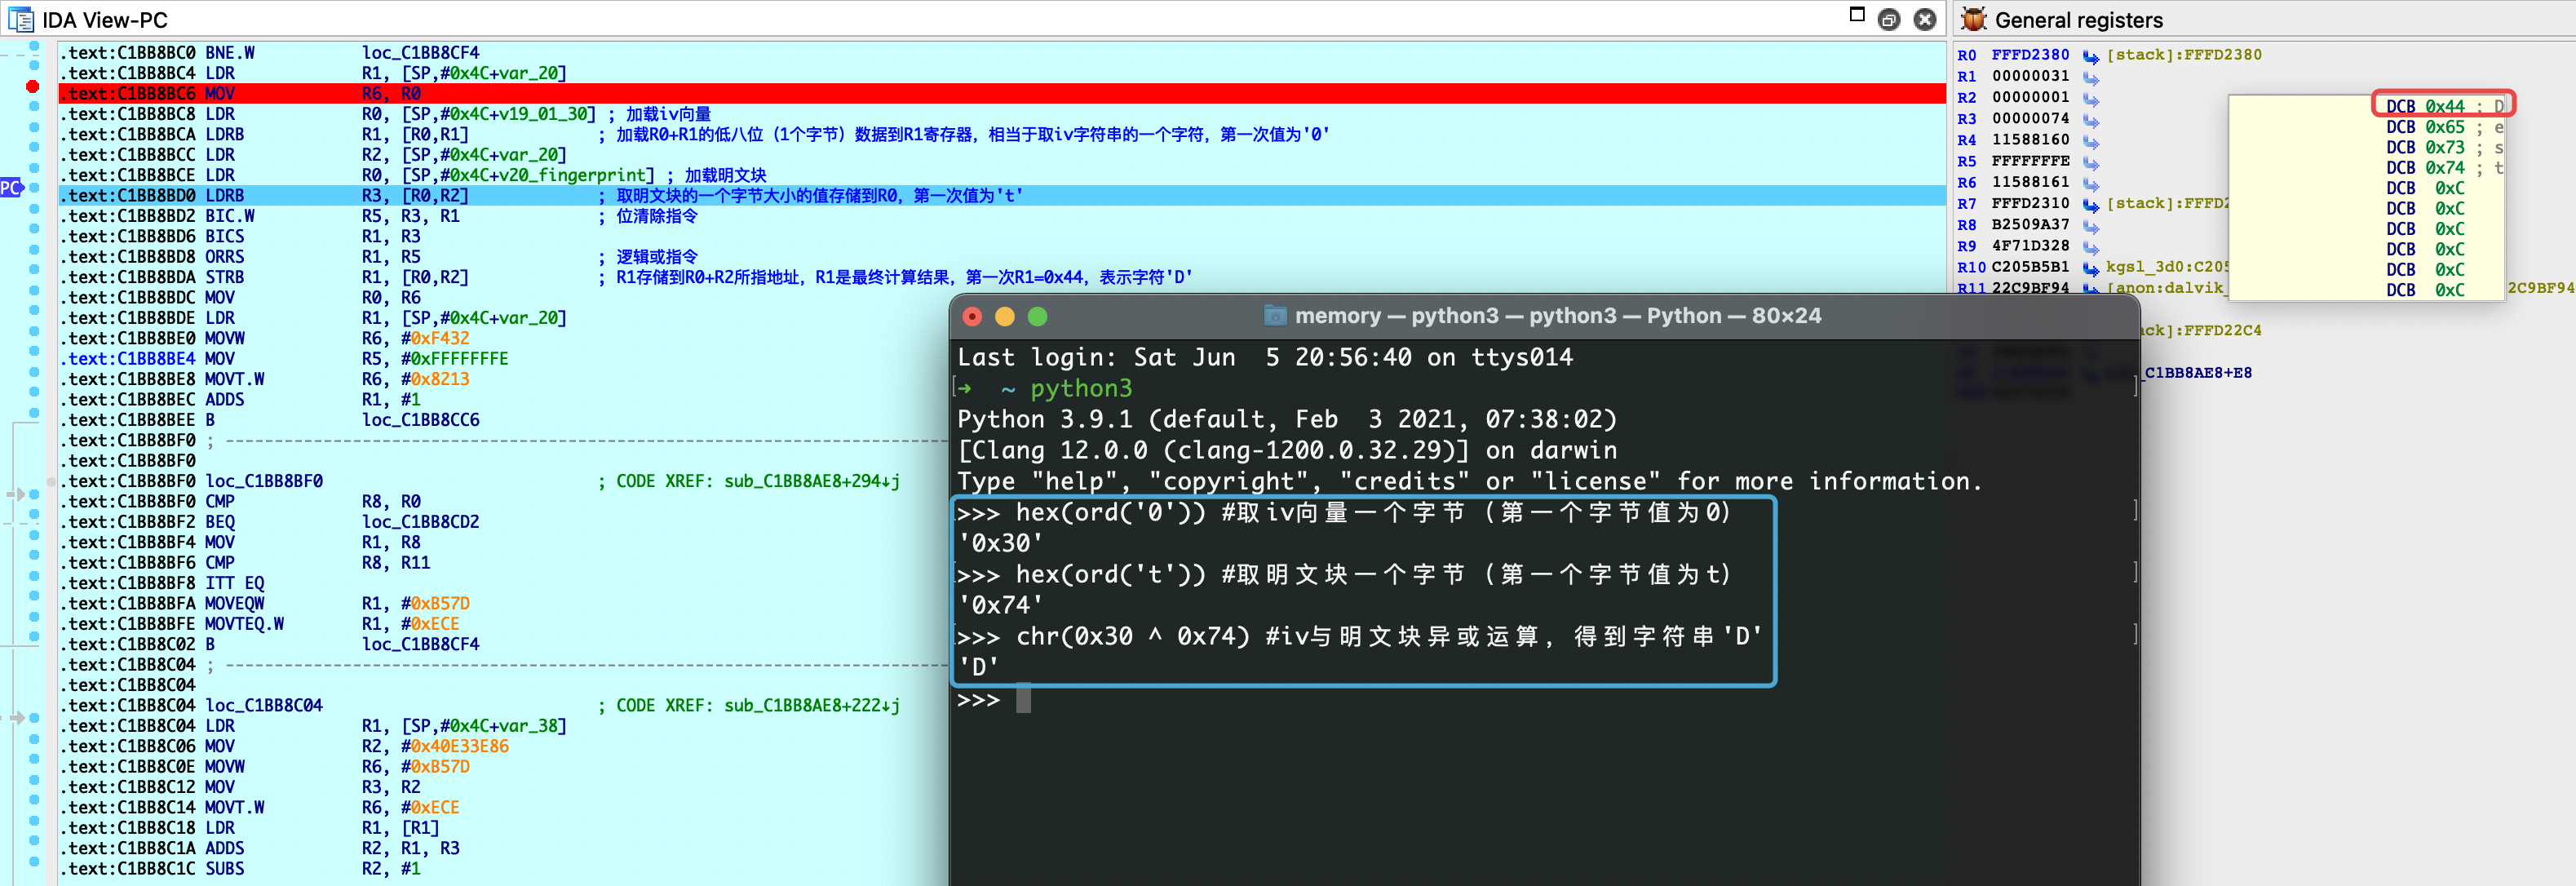 IDA View-PC
.text:C1BB8BC0 BNE.W loc_C1BB8CF4
.text:C1BB8BC4 LDR R1, [SP,#0x4C+var_20]
.text:C1BB8BC6 MOV R6, R0
.text:C1BB8BC8 LDR R0, [SP,#0x4C+v19_01_30] ; 加载iv向量
.text:C1BB8BCA LDRB R1, [R0,R1] ; 加载R0+R1的低八位（1个字节）数据到R1寄存器，相当于取iv字符串的一个字符，第一次值为'0'
.text:C1BB8BCC LDR R2, [SP,#0x4C+var_20]
.text:C1BB8BCE LDR R0, [SP,#0x4C+v20_fingerprint] ; 加载明文块
PC
.text:C1BB8BD0 LDRB R3, [R0,R2] ; 取明文块的一个字节大小的值存储到R0，第一次值为't'
.text:C1BB8BD2 BIC.W R5, R3, R1 ; 位清除指令
.text:C1BB8BD6 BICS R1, R3
.text:C1BB8BD8 ORRS R1, R5 ; 逻辑或指令
.text:C1BB8BDA STRB R1, [R0,R2] ; R1存储到R0+R2所指地址，R1是最终计算结果，第一次R1=0x44，表示字符'D'
.text:C1BB8BDC MOV R0, R6
.text:C1BB8BDE LDR R1, [SP,#0x4C+var_20]
.text:C1BB8BE0 MOVW R6, #0xF432
.text:C1BB8BE4 MOV R5, #0xFFFFFFFE
.text:C1BB8BE8 MOVT.W R6, #0x8213
.text:C1BB8BEC ADDS R1, #1
.text:C1BB8BEE B loc_C1BB8CC6
.text:C1BB8BF0 ; ---------------------------------------------------------------------------
.text:C1BB8BF0
.text:C1BB8BF0 loc_C1BB8BF0 ; CODE XREF: sub_C1BB8AE8+294↓j
.text:C1BB8BF0 CMP R8, R0
.text:C1BB8BF2 BEQ loc_C1BB8CD2
.text:C1BB8BF4 MOV R1, R8
.text:C1BB8BF6 CMP R8, R11
.text:C1BB8BF8 ITT EQ
.text:C1BB8BFA MOVEQW R1, #0xB57D
.text:C1BB8BFE MOVTEQ.W R1, #0xECE
.text:C1BB8C02 B loc_C1BB8CF4
.text:C1BB8C04 ; ---------------------------------------------------------------------------
.text:C1BB8C04
.text:C1BB8C04 loc_C1BB8C04 ; CODE XREF: sub_C1BB8AE8+222↓j
.text:C1BB8C04 LDR R1, [SP,#0x4C+var_38]
.text:C1BB8C06 MOV R2, #0x40E33E86
.text:C1BB8C0E MOVW R6, #0xB57D
.text:C1BB8C12 MOV R3, R2
.text:C1BB8C14 MOVT.W R6, #0xECE
.text:C1BB8C18 LDR R1, [R1]
.text:C1BB8C1A ADDS R2, R1, R3
.text:C1BB8C1C SUBS R2, #1
General registers
R0 FFFD2380 [stack]:FFFD2380
R1 00000031
R2 00000001
R3 00000074
R4 11588160
R5 FFFFFFFE
R6 11588161
R7 FFFD2310 [stack]:FFFD2
R8 B2509A37
R9 4F71D328
R10 C205B5B1 kgsl_3d0:C205
R11 22C9BF94 [anon:dalvik_ 2C9BF94
ck]:FFFD22C4
_C1BB8AE8+E8
DCB 0x44 ; D
DCB 0x65 ; e
DCB 0x73 ; s
DCB 0x74 ; t
DCB 0xC
DCB 0xC
DCB 0xC
DCB 0xC
DCB 0xC
DCB 0xC
memory — python3 — python3 — Python — 80×24
Last login: Sat Jun  5 20:56:40 on ttys014
[➜ ~ python3 ]
Python 3.9.1 (default, Feb  3 2021, 07:38:02)
[Clang 12.0.0 (clang-1200.0.32.29)] on darwin
Type "help", "copyright", "credits" or "license" for more information.
>>> hex(ord('0')) #取iv向量一个字节（第一个字节值为0） ]
'0x30'
>>> hex(ord('t')) #取明文块一个字节（第一个字节值为t） ]
'0x74'
>>> chr(0x30 ^ 0x74) #iv与明文块异或运算，得到字符串'D' ]
'D'
>>>